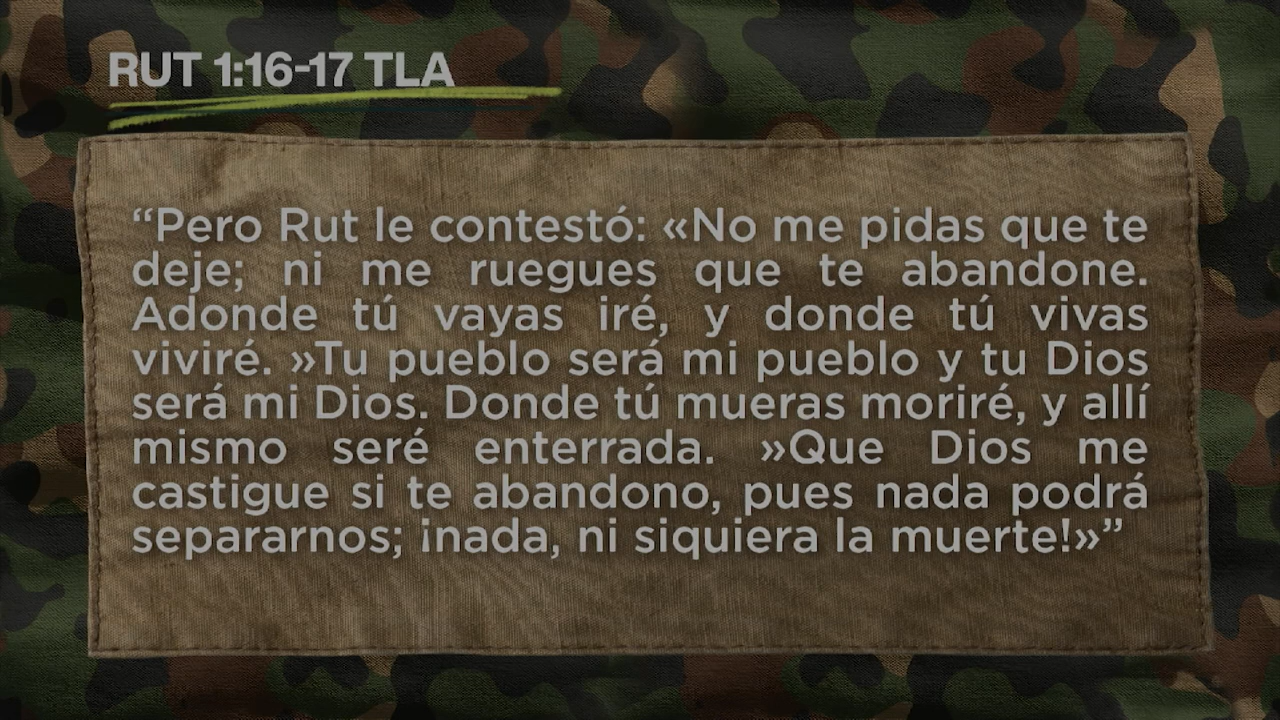 RUT 1:16-17 TLA
“Pero Rut le contestó: «No me pidas que te
deje; ni me ruegues que te abandone.
Adonde tú vayas iré, y donde tú vivas
viviré. »Tu pueblo será mi pueblo y tu Dios
será mi Dios. Donde tú mueras moriré, y allí
mismo seré enterrada. »Que Dios me
castigue si te abandono, pues nada podrá
separarnos; ¡nada, ni siquiera la muerte!»”